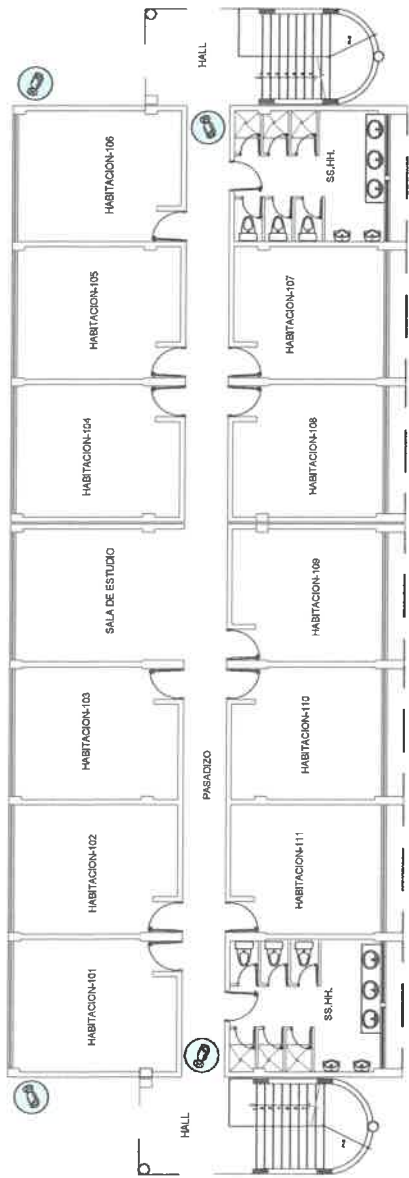 HALL
HABITACION-106
HABITACION-105
HABITACION-104
SALA DE ESTUDIO
HABITACION-103
HABITACION-102
HABITACION-101
PASADIZO
HALL
SS.HH.
HABITACION-107
HABITACION-108
HABITACION-109
HABITACION-110
HABITACION-111
SS.HH.